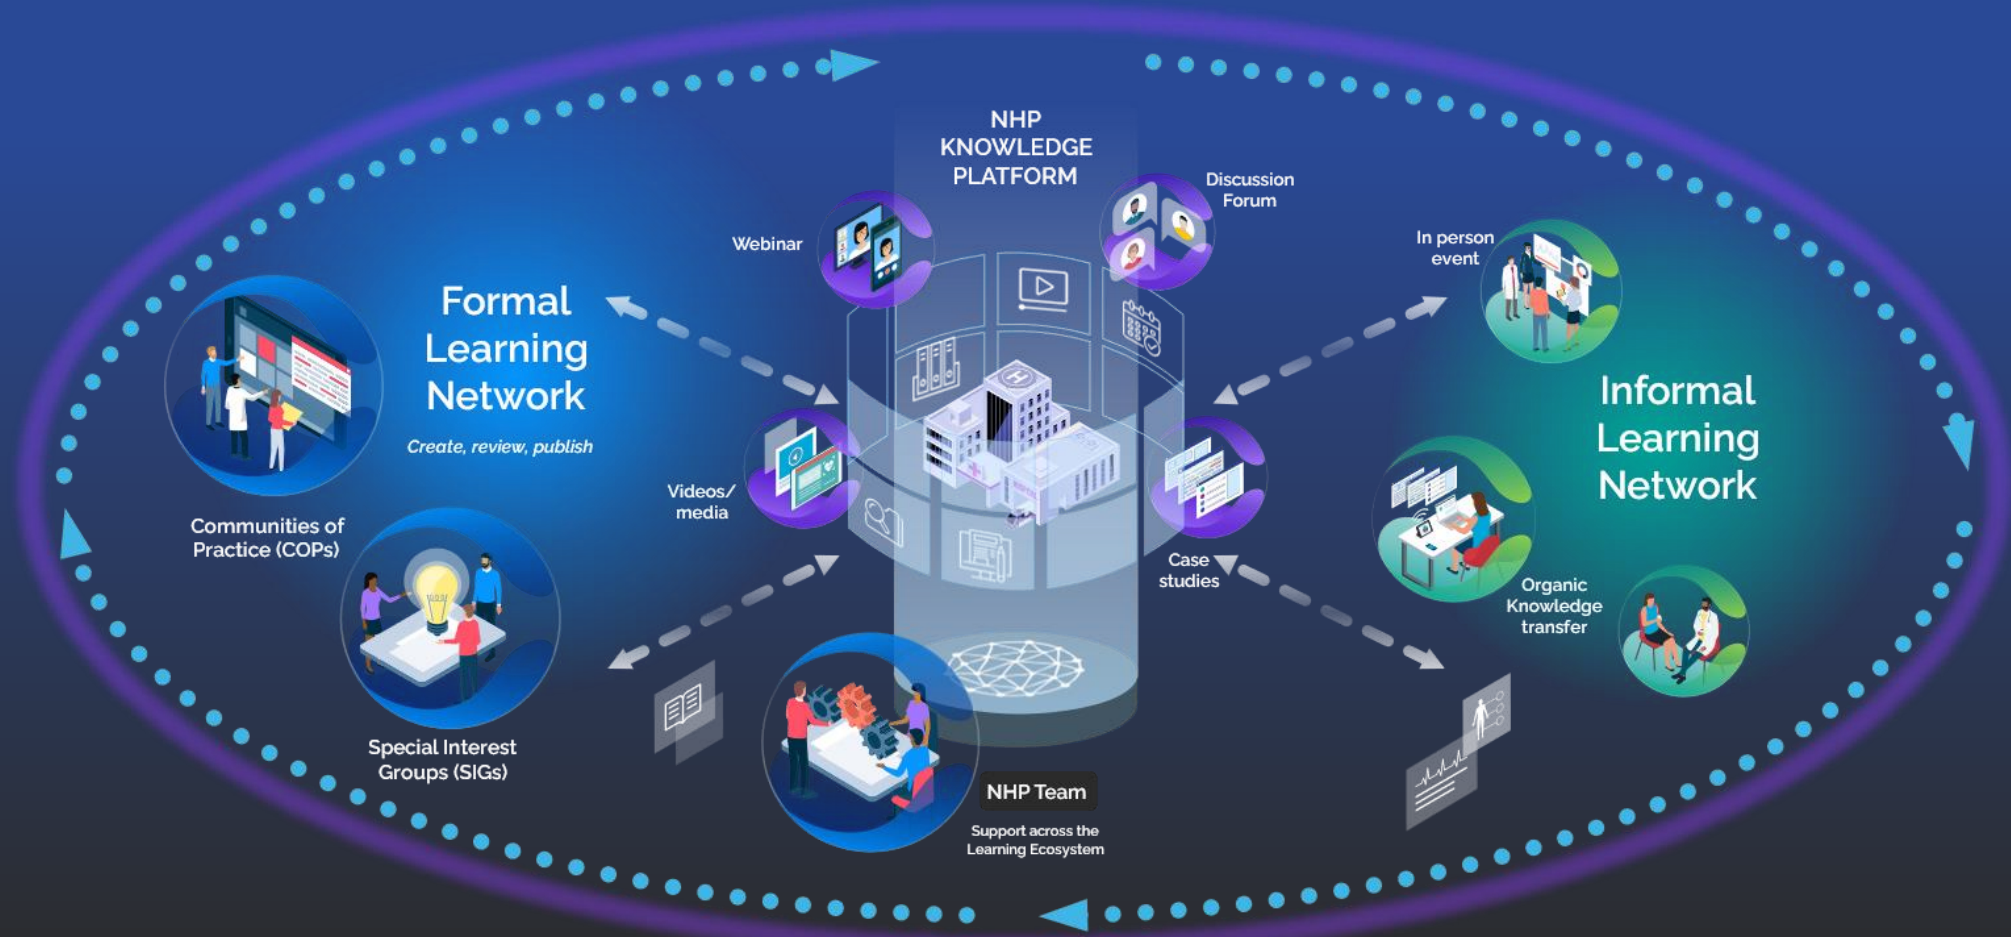 NHP
KNOWLEDGE
PLATFORM
Webinar
Discussion
Forum
In person
event
Formal
Learning
Network
Create, review, publish
Informal
Learning
Network
Videos/
media
Communities of
Practice (COPs)
Case
studies
Organic
Knowledge
transfer
Special Interest
Groups (SIGs)
NHP Team
Support across the
Learning Ecosystem
H